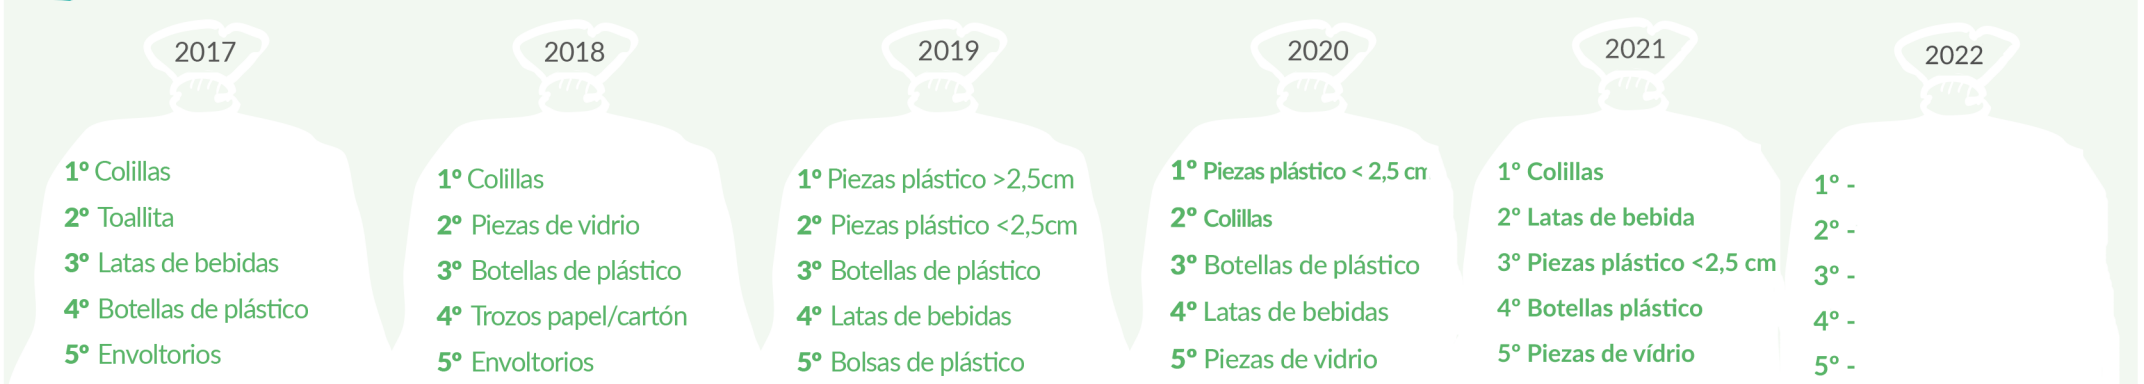 2017
1º Colillas
2º Toallita
3º Latas de bebidas
4º Botellas de plástico
5º Envoltorios
2018
1º Colillas
2º Piezas de vidrio
3º Botellas de plástico
4º Trozos papel/cartón
5º Envoltorios
2019
1º Piezas plástico >2,5cm
2º Piezas plástico <2,5cm
3º Botellas de plástico
4º Latas de bebidas
5º Bolsas de plástico
2020
1º Piezas plástico < 2,5 cm
2º Colillas
3º Botellas de plástico
4º Latas de bebidas
5º Piezas de vidrio
2021
1º Colillas
2º Latas de bebida
3º Piezas plástico <2,5 cm
4º Botellas plástico
5º Piezas de vídrio
2022
1º -
2º -
3º -
4º -
5º -